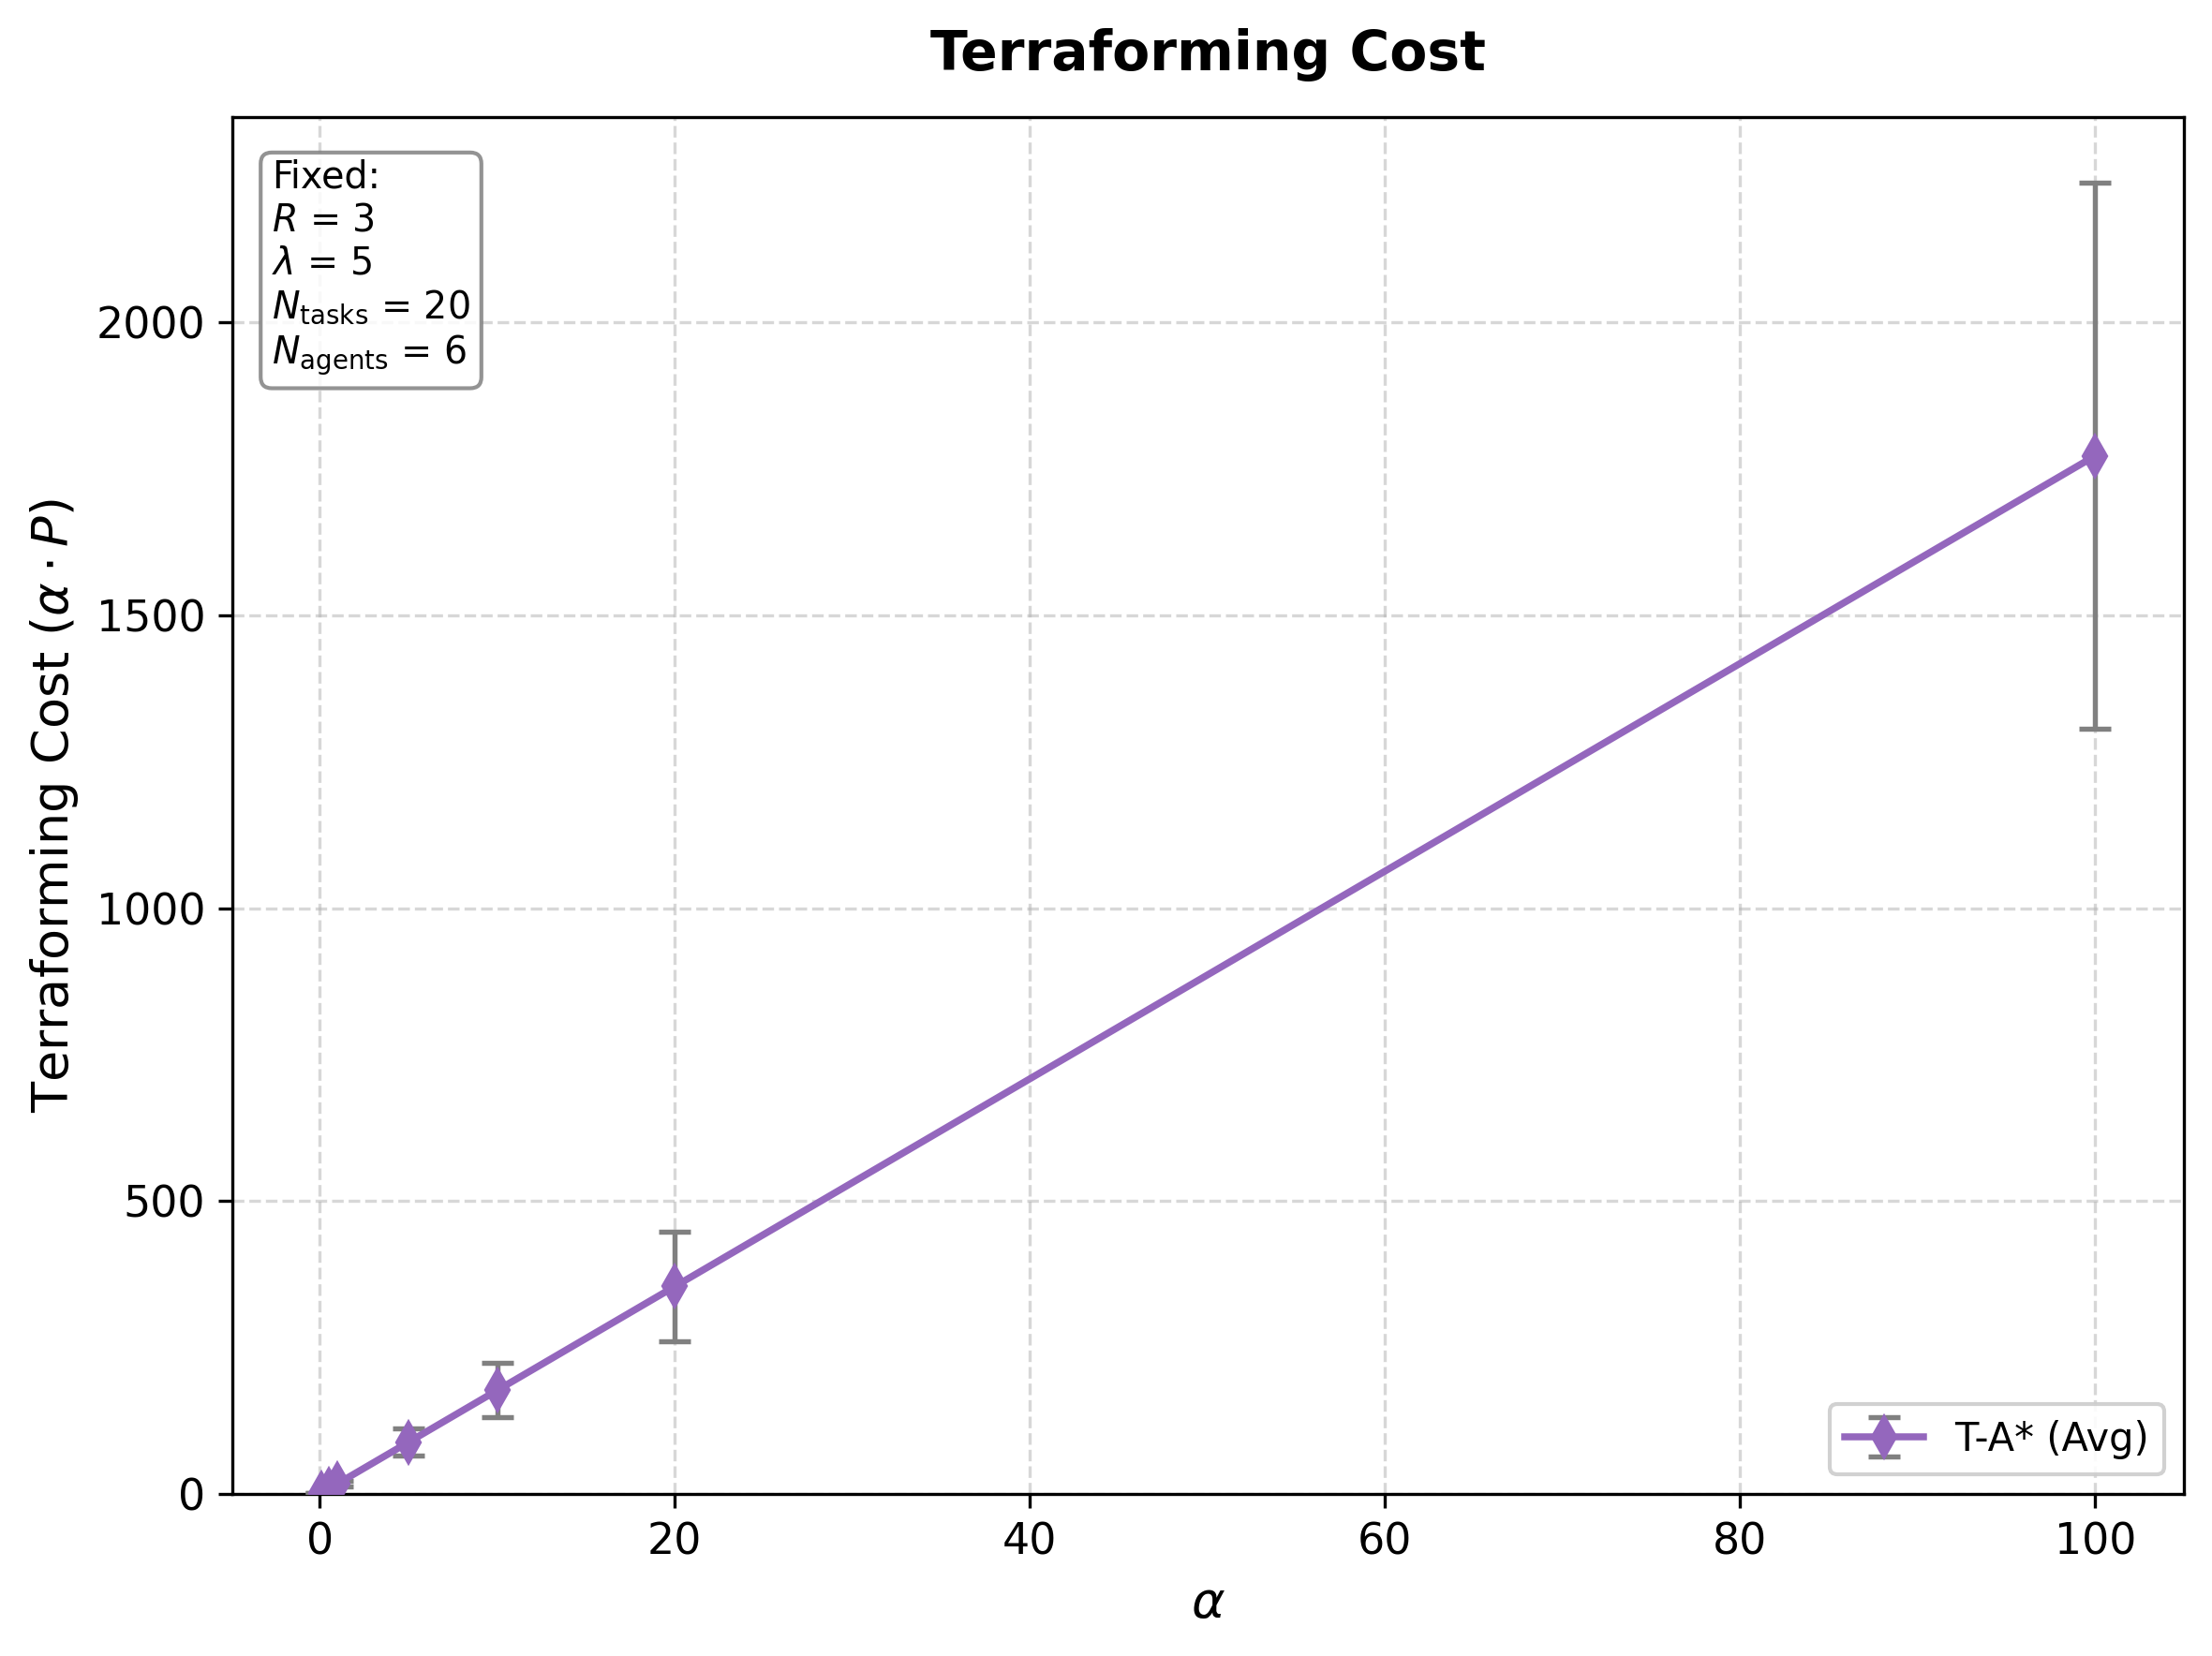 Terraforming Cost
Fixed:
R = 3
λ = 5
N_tasks = 20
N_agents = 6
Terraforming Cost (α · P)
2000
1500
1000
500
0
0 20 40 60 80 100
α
T-A* (Avg)